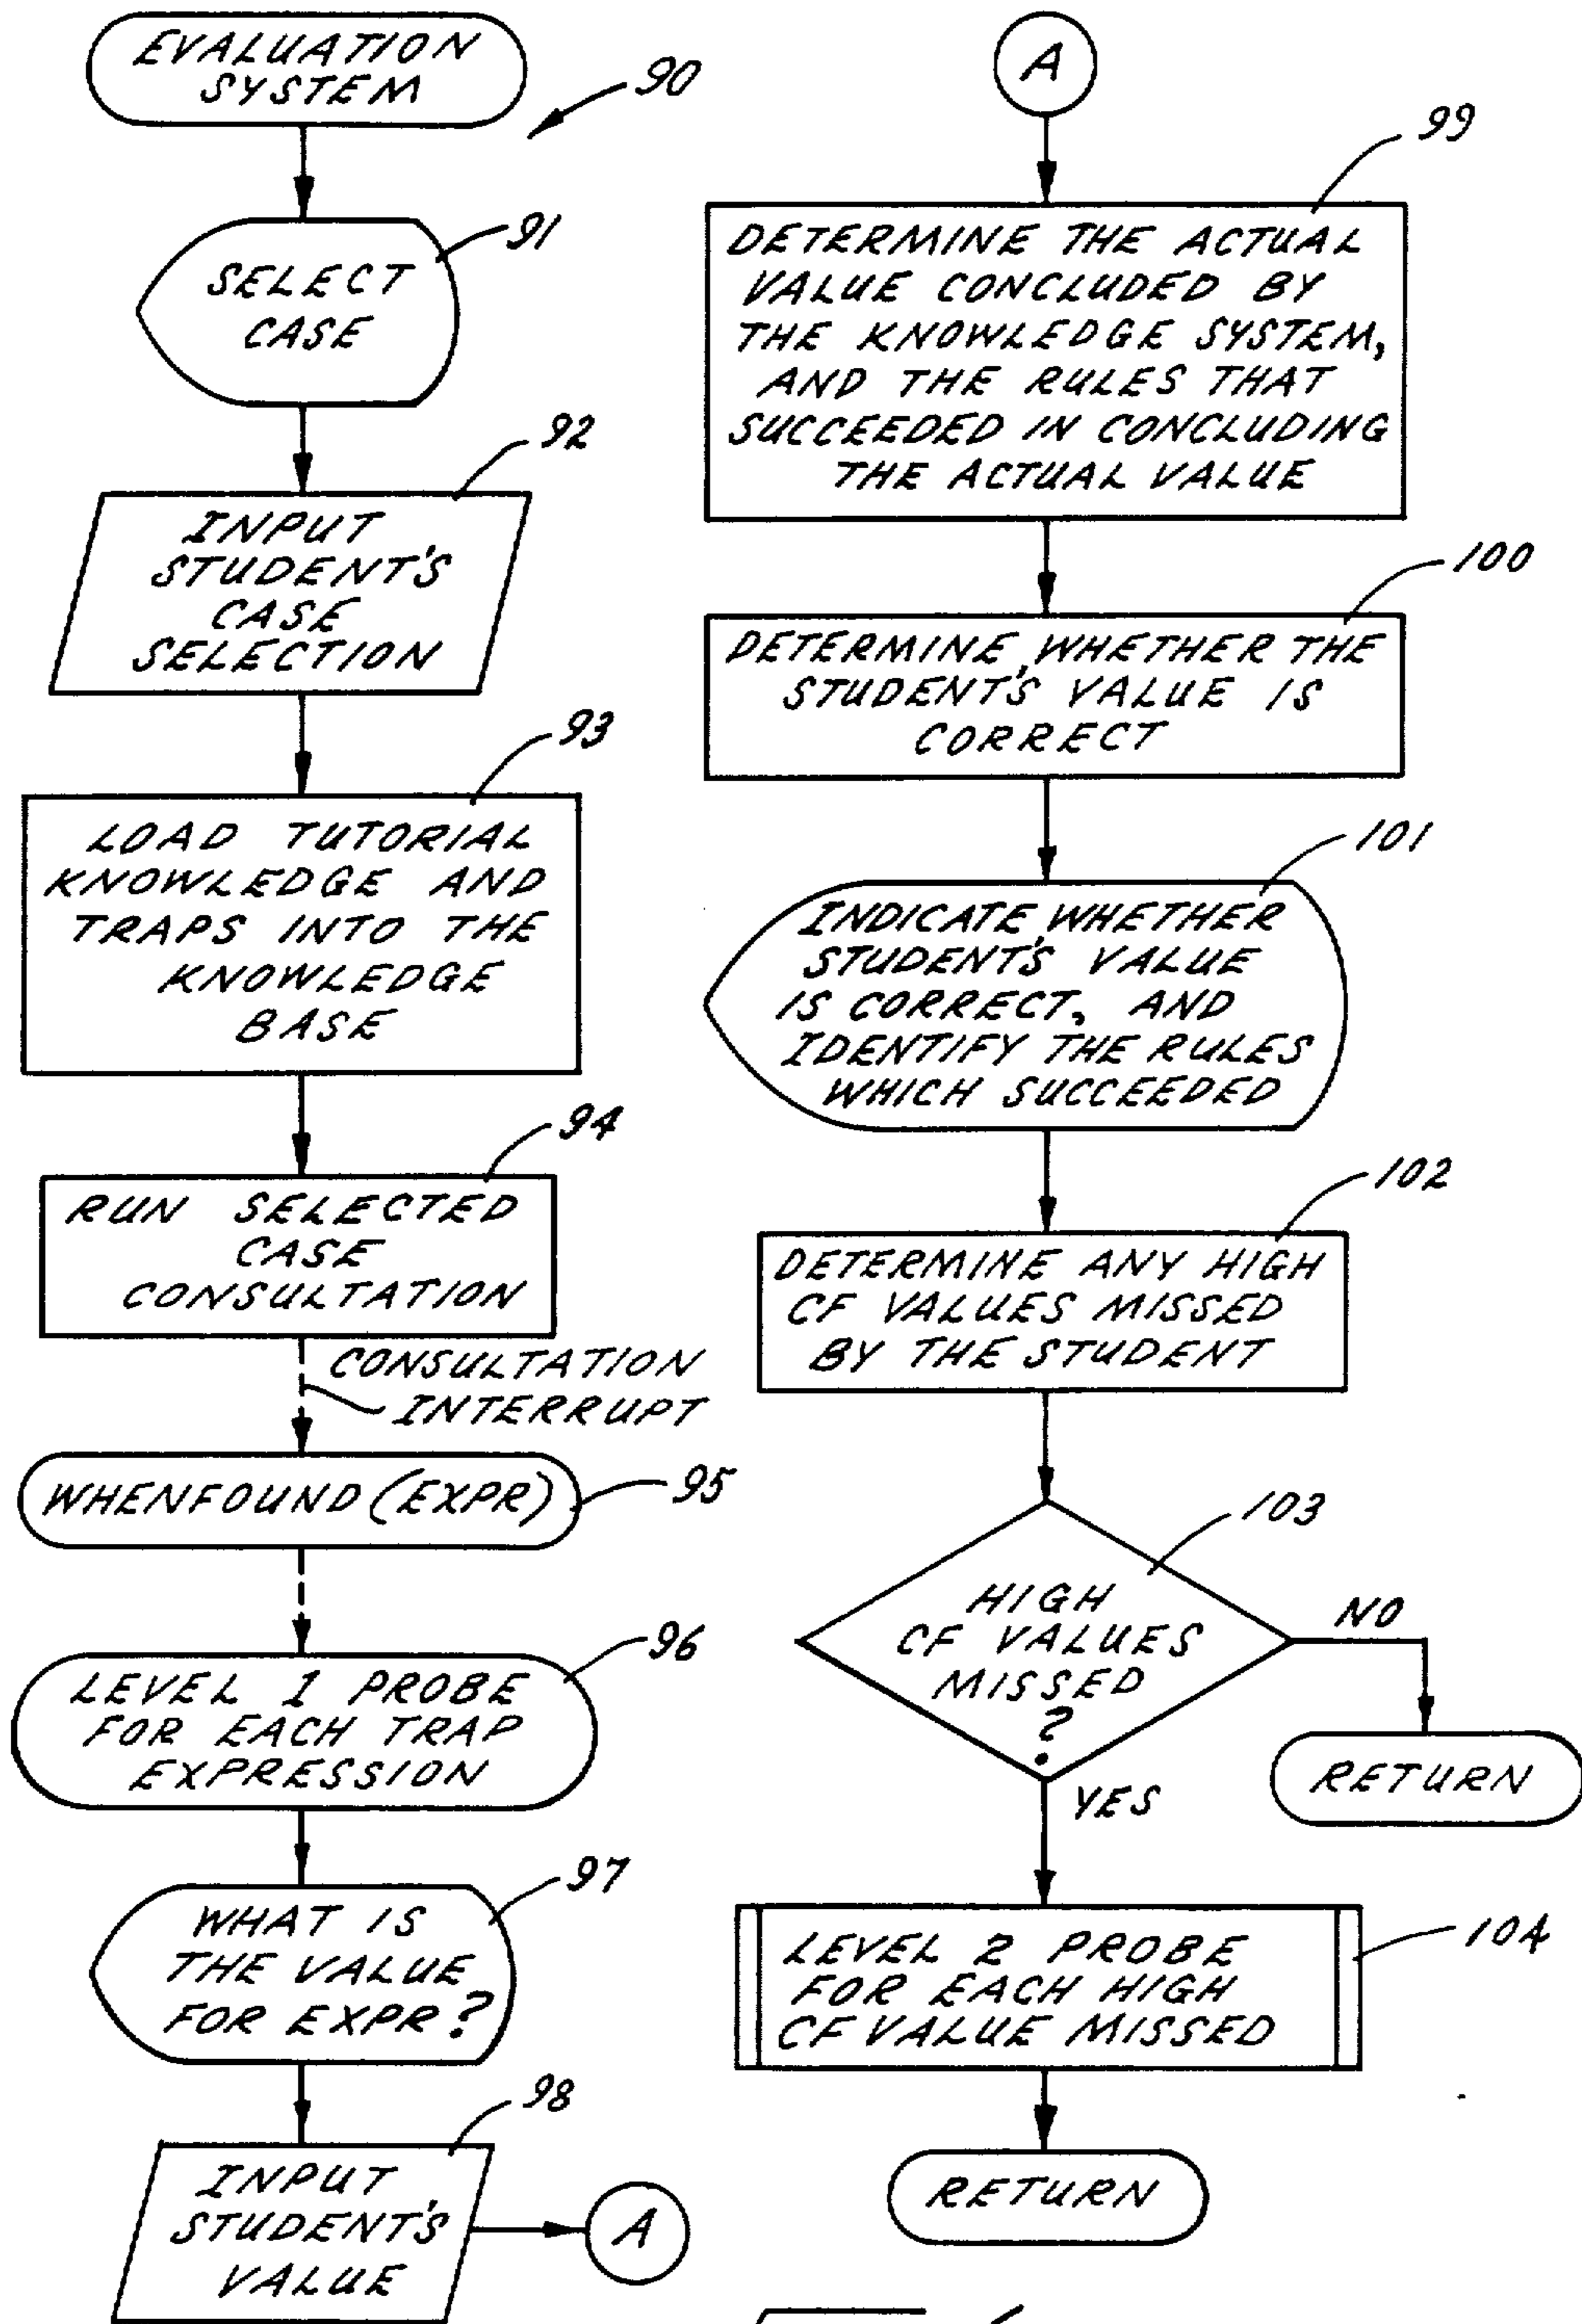 EVALUATION
SYSTEM
90
SELECT
CASE
91
INPUT
STUDENT'S
CASE
SELECTION
92
LOAD TUTORIAL
KNOWLEDGE AND
TRAPS INTO THE
KNOWLEDGE
BASE
93
RUN SELECTED
CASE
CONSULTATION
94
CONSULTATION
INTERRUPT
WHENFOUND (EXPR)
95
LEVEL 1 PROBE
FOR EACH TRAP
EXPRESSION
96
WHAT IS
THE VALUE
FOR EXPR?
97
INPUT
STUDENT'S
VALUE
98
A
A
DETERMINE THE ACTUAL
VALUE CONCLUDED BY
THE KNOWLEDGE SYSTEM,
AND THE RULES THAT
SUCCEEDED IN CONCLUDING
THE ACTUAL VALUE
99
DETERMINE WHETHER THE
STUDENT'S VALUE IS
CORRECT
100
INDICATE WHETHER
STUDENT'S VALUE
IS CORRECT, AND
IDENTIFY THE RULES
WHICH SUCCEEDED
101
DETERMINE ANY HIGH
CF VALUES MISSED
BY THE STUDENT
102
HIGH
CF VALUES
MISSED
?
103
NO
RETURN
YES
LEVEL 2 PROBE
FOR EACH HIGH
CF VALUE MISSED
104
RETURN